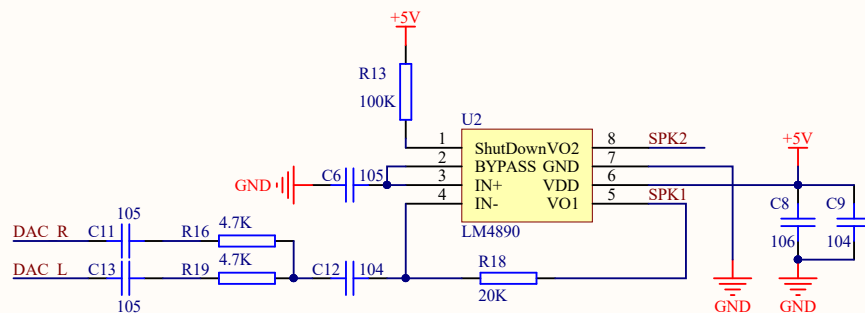 +5V
R13
100K
U2
1 ShutDown VO2 8 SPK2
2 BYPASS GND 7
3 IN+ VDD 6
4 IN- VO1 5 SPK1
LM4890
GND C6 105
+5V
C8 C9
106 104
GND GND
DAC_R C11 105 R16 4.7K
DAC_L C13 105 R19 4.7K
C12 104
R18
20K